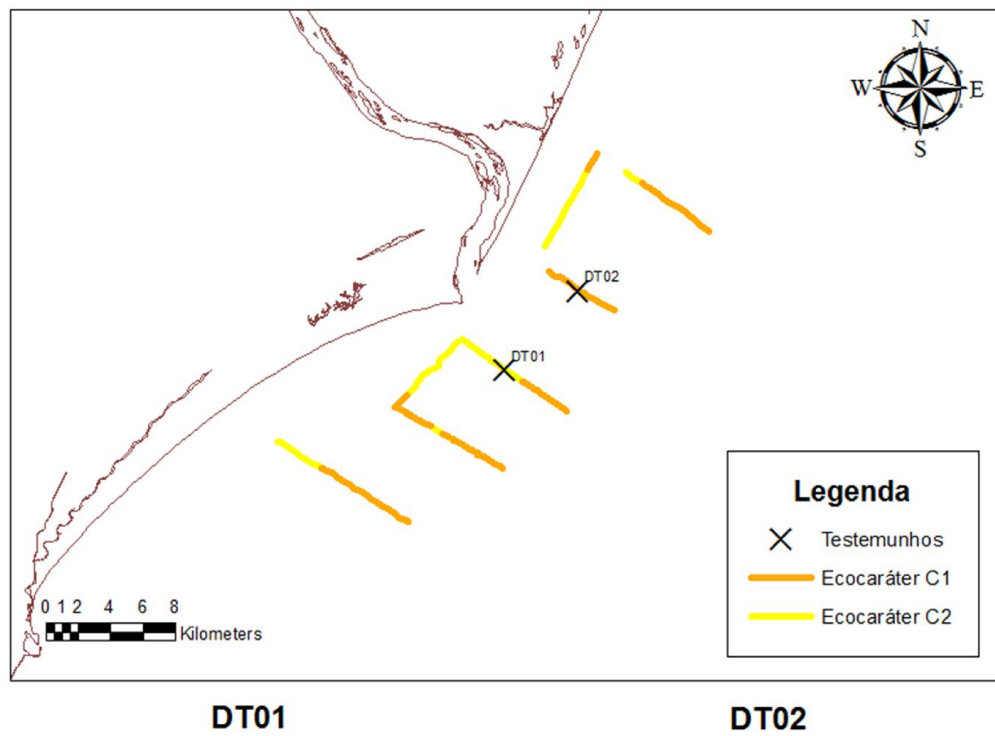 N
W E
S
DT02
DT01
Legenda
Testemunhos
Ecocaráter C1
Ecocaráter C2
0 1 2 4 6 8
Kilometers
DT01 DT02